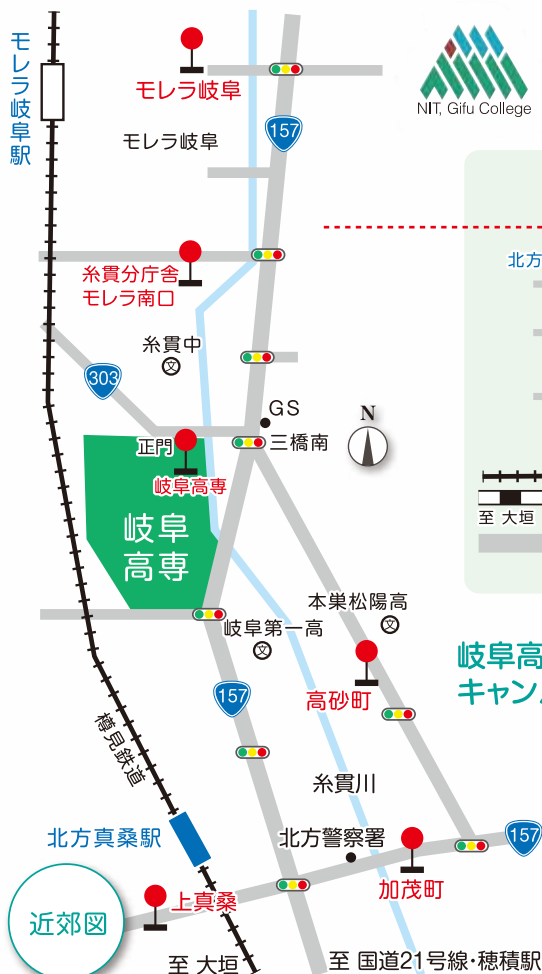 モレラ岐阜駅
モレラ岐阜
モレラ岐阜
157
NIT, Gifu College
北方
糸貫分庁舎
モレラ南口
糸貫中
文
303
GS
三橋南
N
正門
岐阜高専
岐阜
高専
至 大垣
本巣松陽高
文
岐阜第一高
文
岐阜高
キャン
高砂町
157
樽見鉄道
糸貫川
北方真桑駅
北方警察署
157
加茂町
上真桑
近郊図
至 大垣
至 国道21号線・穂積駅